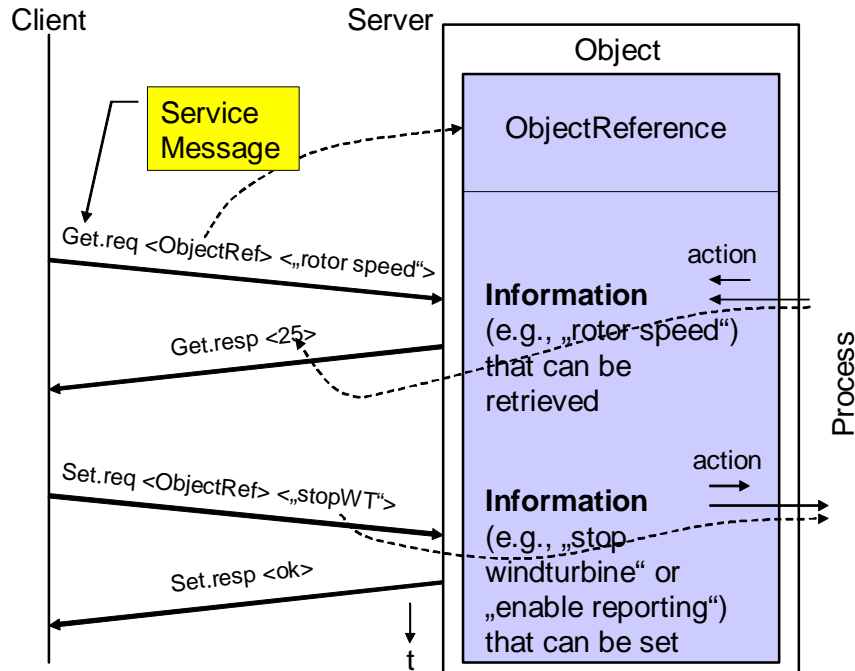 Client
Server
Object
Service
Message
ObjectReference
Get.req <ObjectRef> <„rotor speed“>
action
Information
(e.g., „rotor speed“)
that can be
retrieved
Get.resp <25>
Process
Set.req <ObjectRef> <„stopWT“>
action
Information
(e.g., „stop
windturbine“ or
„enable reporting“)
that can be set
Set.resp <ok>
t